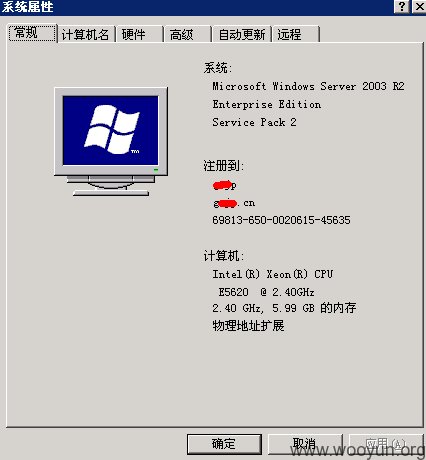 系统属性
常规 计算机名 硬件 高级 自动更新 远程
系统:
Microsoft Windows Server 2003 R2
Enterprise Edition
Service Pack 2
注册到:
.cn
69813-650-0020615-45635
计算机:
Intel(R) Xeon(R) CPU
E5620 @ 2.40GHz
2.40 GHz, 5.99 GB 的内存
物理地址扩展
确定 取消 应用(A)
www.wooyun.org